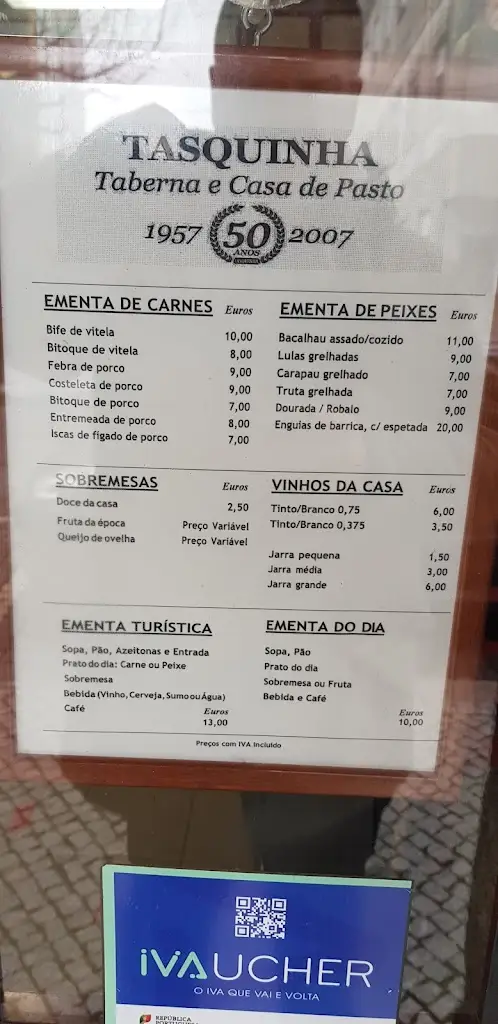 TASQUINHA
Taberna e Casa de Pasto
1957 50 2007
ANOS
EMENTA DE CARNES Euros
Bife de vitela 10,00
Bitoque de vitela 8,00
Febra de porco 9,00
Costeleta de porco 9,00
Bitoque de porco 7,00
Entremeada de porco 8,00
Iscas de fígado de porco 7,00
EMENTA DE PEIXES Euros
Bacalhau assado/cozido 11,00
Lulas grelhadas 9,00
Carapau grelhado 7,00
Truta grelhada 7,00
Dourada / Robalo 9,00
Enguias de barrica, c/ espetada 20,00
SOBREMESAS Euros
Doce da casa 2,50
Fruta da época Preço Variável
Queijo de ovelha Preço Variável
VINHOS DA CASA Euros
Tinto/Branco 0,75 6,00
Tinto/Branco 0,375 3,50
Jarra pequena 1,50
Jarra média 3,00
Jarra grande 6,00
EMENTA TURÍSTICA
Sopa, Pão, Azeitonas e Entrada
Prato do dia: Carne ou Peixe
Sobremesa
Bebida (Vinho, Cerveja, Sumo ou Água)
Café Euros
13,00
EMENTA DO DIA
Sopa, Pão
Prato do dia
Sobremesa ou Fruta
Bebida e Café
Euros
10,00
Preços com IVA Incluido
IVAUCHER
O IVA QUE VAI E VOLTA
REPÚBLICA
PORTUGUESA